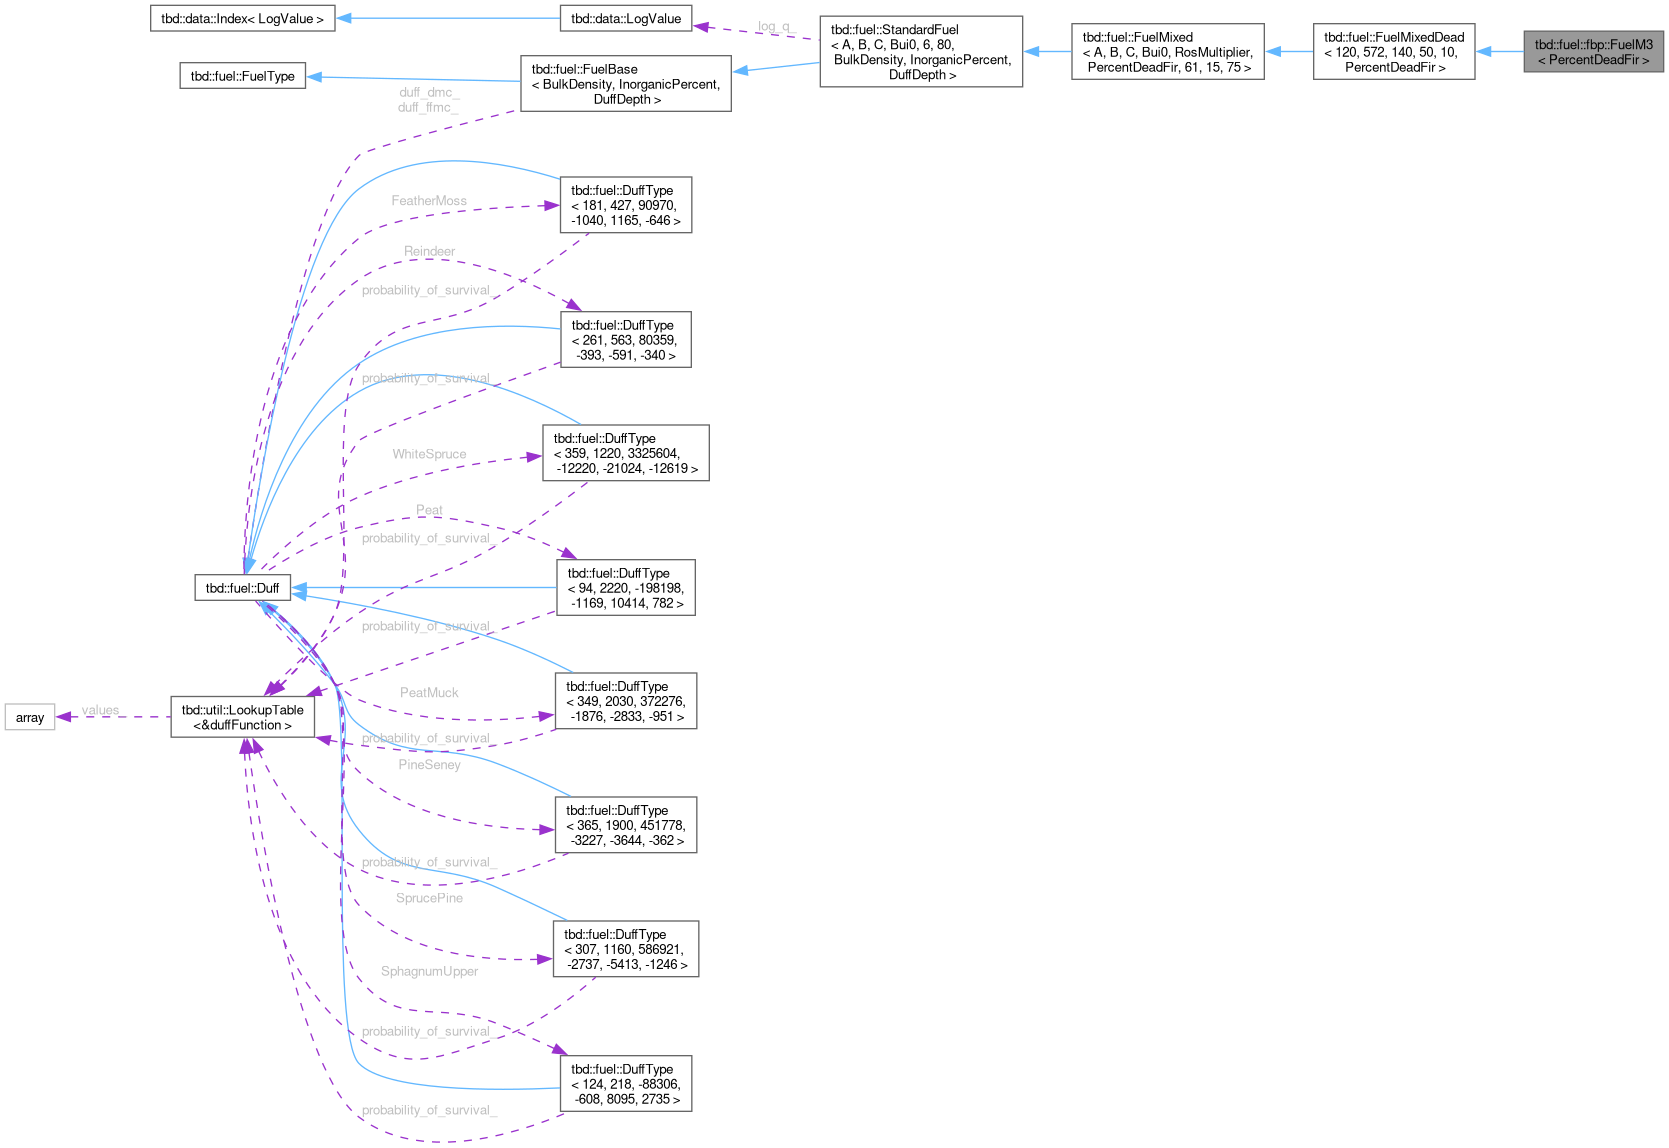 tbd::data::Index< LogValue >
tbd::data::LogValue
log_q_
tbd::fuel::StandardFuel
< A, B, C, Bui0, 6, 80,
BulkDensity, InorganicPercent,
DuffDepth >
tbd::fuel::FuelMixed
< A, B, C, Bui0, RosMultiplier,
PercentDeadFir, 61, 15, 75 >
tbd::fuel::FuelMixedDead
< 120, 572, 140, 50, 10,
PercentDeadFir >
tbd::fuel::fbp::FuelM3
< PercentDeadFir >
tbd::fuel::FuelType
tbd::fuel::FuelBase
< BulkDensity, InorganicPercent,
DuffDepth >
duff_dmc_
duff_ffmc_
FeatherMoss
tbd::fuel::DuffType
< 181, 427, 90970,
-1040, 1165, -646 >
Reindeer
probability_of_survival_
tbd::fuel::DuffType
< 261, 563, 80359,
-393, -591, -340 >
probability_of_survival_
WhiteSpruce
tbd::fuel::DuffType
< 359, 1220, 3325604,
-12220, -21024, -12619 >
Peat
probability_of_survival_
tbd::fuel::Duff
tbd::fuel::DuffType
< 94, 2220, -198198,
-1169, 10414, 782 >
probability_of_survival_
PeatMuck
tbd::fuel::DuffType
< 349, 2030, 372276,
-1876, -2833, -951 >
array
values
tbd::util::LookupTable
<&duffFunction >
probability_of_survival_
PineSeney
tbd::fuel::DuffType
< 365, 1900, 451778,
-3227, -3644, -362 >
probability_of_survival_
SprucePine
tbd::fuel::DuffType
< 307, 1160, 586921,
-2737, -5413, -1246 >
SphagnumUpper
probability_of_survival_
tbd::fuel::DuffType
< 124, 218, -88306,
-608, 8095, 2735 >
probability_of_survival_